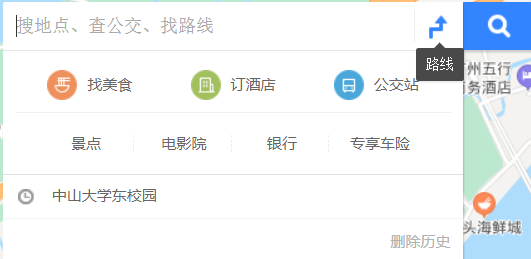 搜地点、查公交、找路线
路线
找美食 订酒店 公交站
州五行
商务酒店
景点 电影院 银行 专享车险
中山大学东校园
头海鲜城
删除历史